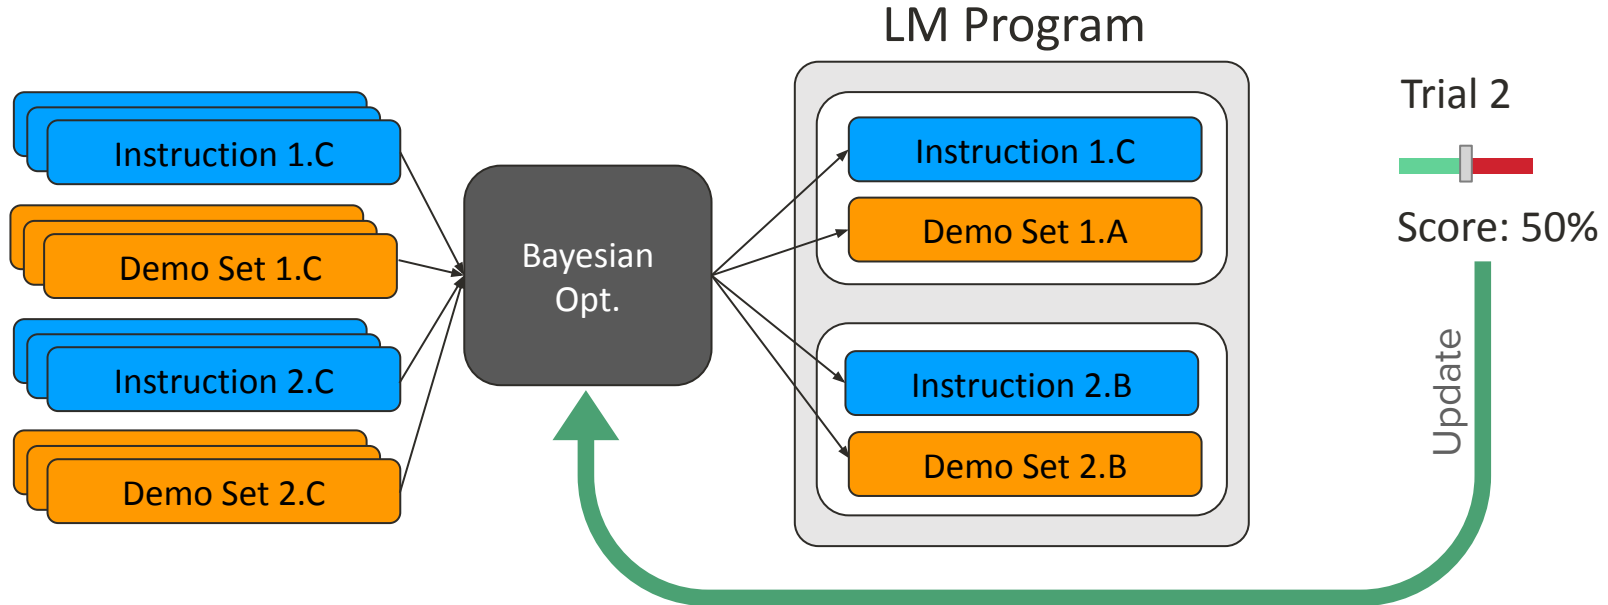 LM Program
Instruction 1.C
Demo Set 1.C
Instruction 2.C
Demo Set 2.C
Bayesian
Opt.
Instruction 1.C
Demo Set 1.A
Instruction 2.B
Demo Set 2.B
Trial 2
Score: 50%
Update